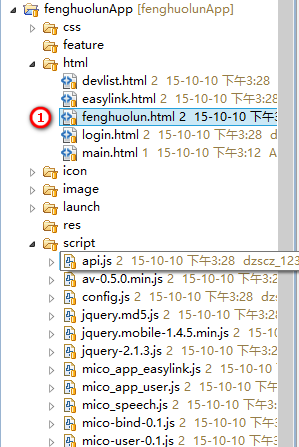 fenghuolunApp [fenghuolunApp]
css
feature
html
devlist.html 2 15-10-10 下午3:28
easylink.html 2 15-10-10 下午3:28
1 fenghuolun.html 2 15-10-10 下午3:
login.html 2 15-10-10 下午3:28 d
main.html 1 15-10-10 下午3:12 A
icon
image
launch
res
script
api.js 2 15-10-10 下午3:28 dzscz_123
av-0.5.0.min.js 2 15-10-10 下午3:28
config.js 2 15-10-10 下午3:28 dzs
jquery.md5.js 2 15-10-10 下午3:28
jquery.mobile-1.4.5.min.js 2 15-10
jquery-2.1.3.js 2 15-10-10 下午3:28
mico_app_easylink.js 2 15-10-10
mico_app_user.js 2 15-10-10 下午
mico_speech.js 2 15-10-10 下午3:
mico-bind-0.1.js 2 15-10-10 下午3
mico-user-0.1.js 2 15-10-10 下午3